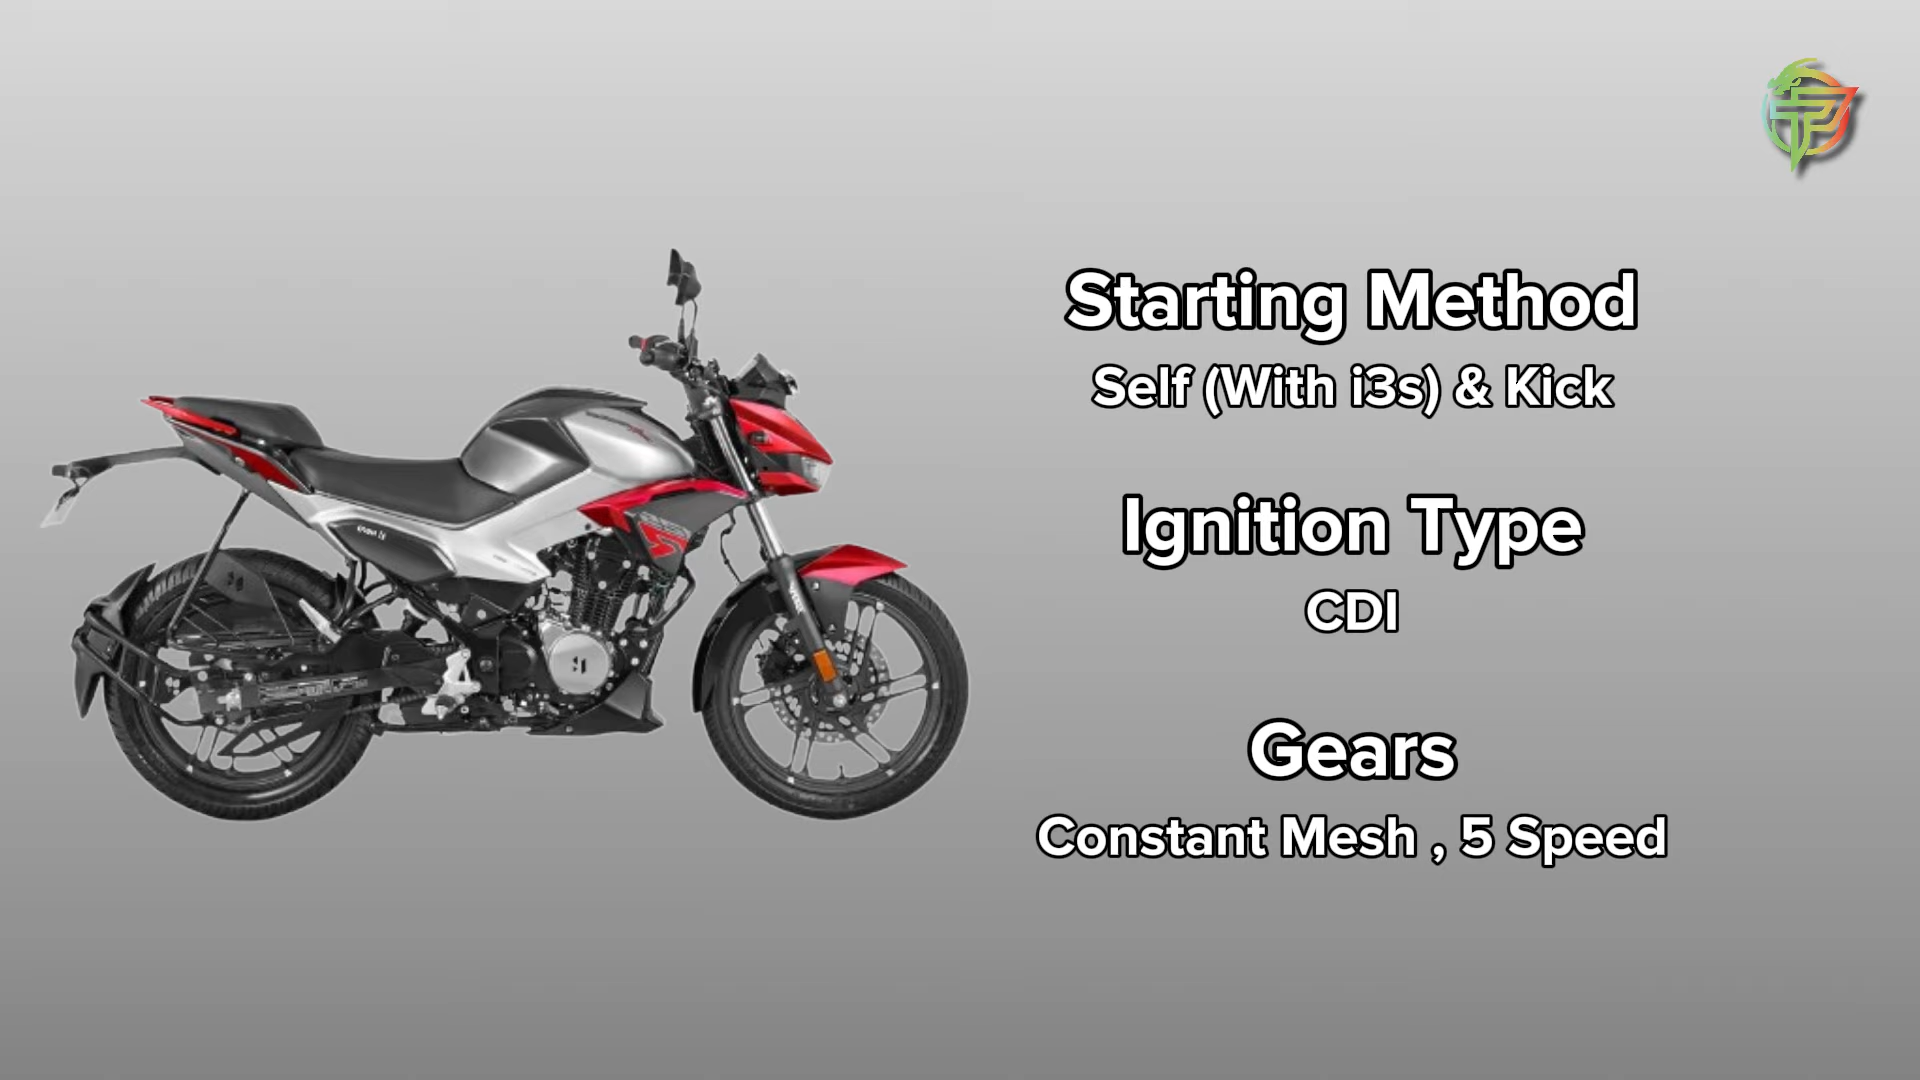 Starting Method
Self (With i3s) & Kick
Ignition Type
CDI
Gears
Constant Mesh , 5 Speed